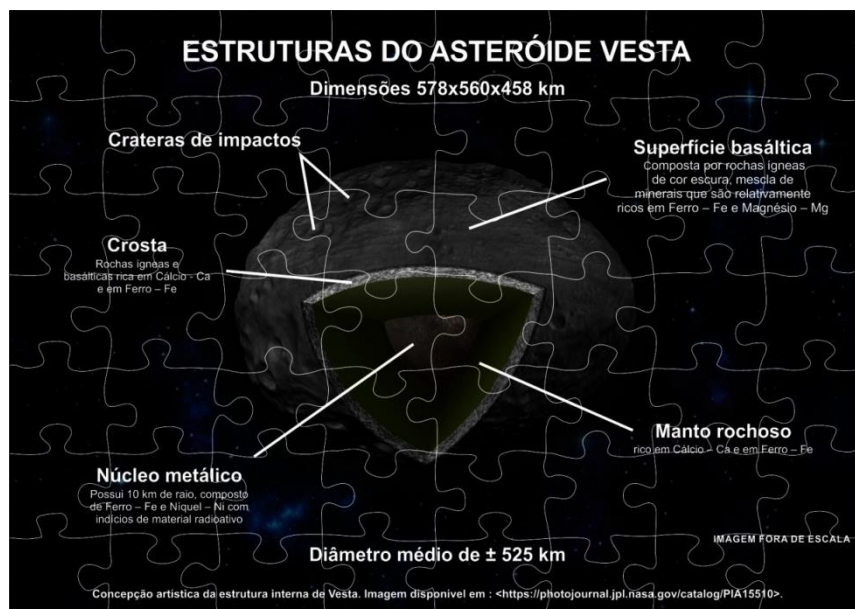 ESTRUTURAS DO ASTERÓIDE VESTA
Dimensões 578x560x458 km
Crateras de impactos
Superfície basáltica
Composta por rochas ígneas
de cor escura, mescla de
minerais que são relativamente
ricos em Ferro – Fe e Magnésio – Mg
Crosta
Rochas ígneas e
basálticas rica em Cálcio - Ca
e em Ferro – Fe
Manto rochoso
rico em Cálcio – Ca e em Ferro – Fe
Núcleo metálico
Possui 10 km de raio, composto
de Ferro – Fe e Níquel – Ni com
indícios de material radioativo
IMAGEM FORA DE ESCALA
Diâmetro médio de ± 525 km
Concepção artistica da estrutura interna de Vesta. Imagem disponivel em : <https://photojournal.jpl.nasa.gov/catalog/PIA15510>.